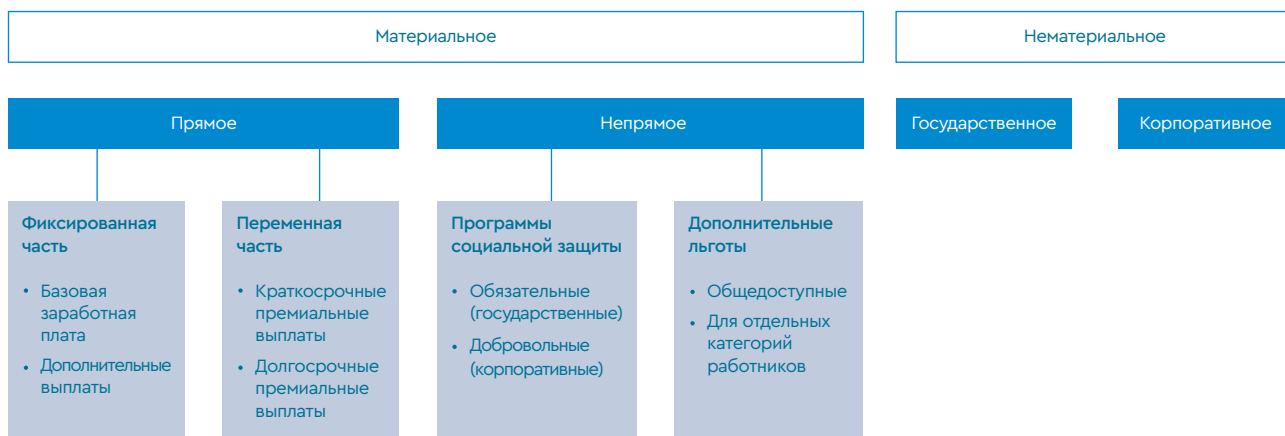 Материальное
Нематериальное
Прямое
Непрямое
Государственное
Корпоративное
Фиксированная
часть
• Базовая
заработная
плата
• Дополнительные
выплаты
Переменная
часть
• Краткосрочные
премиальные
выплаты
• Долгосрочные
премиальные
выплаты
Программы
социальной защиты
• Обязательные
(государственные)
• Добровольные
(корпоративные)
Дополнительные
льготы
• Общедоступные
• Для отдельных
категорий
работников